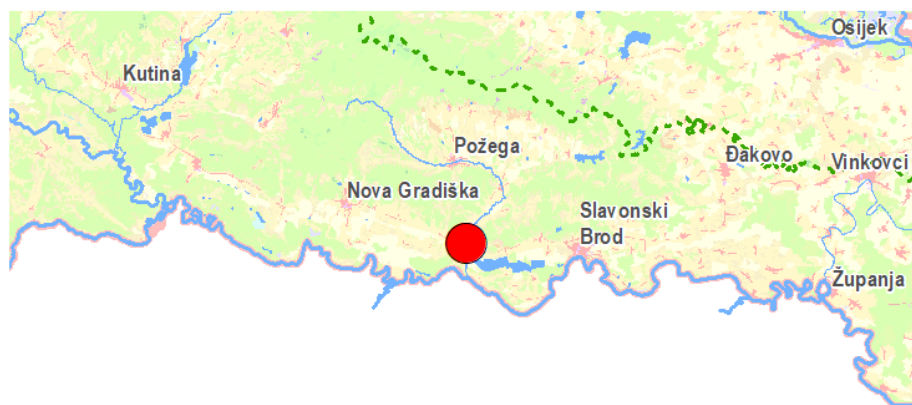 Osijek
Kutina
Požega
Đakovo
Vinkovci
Nova Gradiška
Slavonski
Brod
Županja